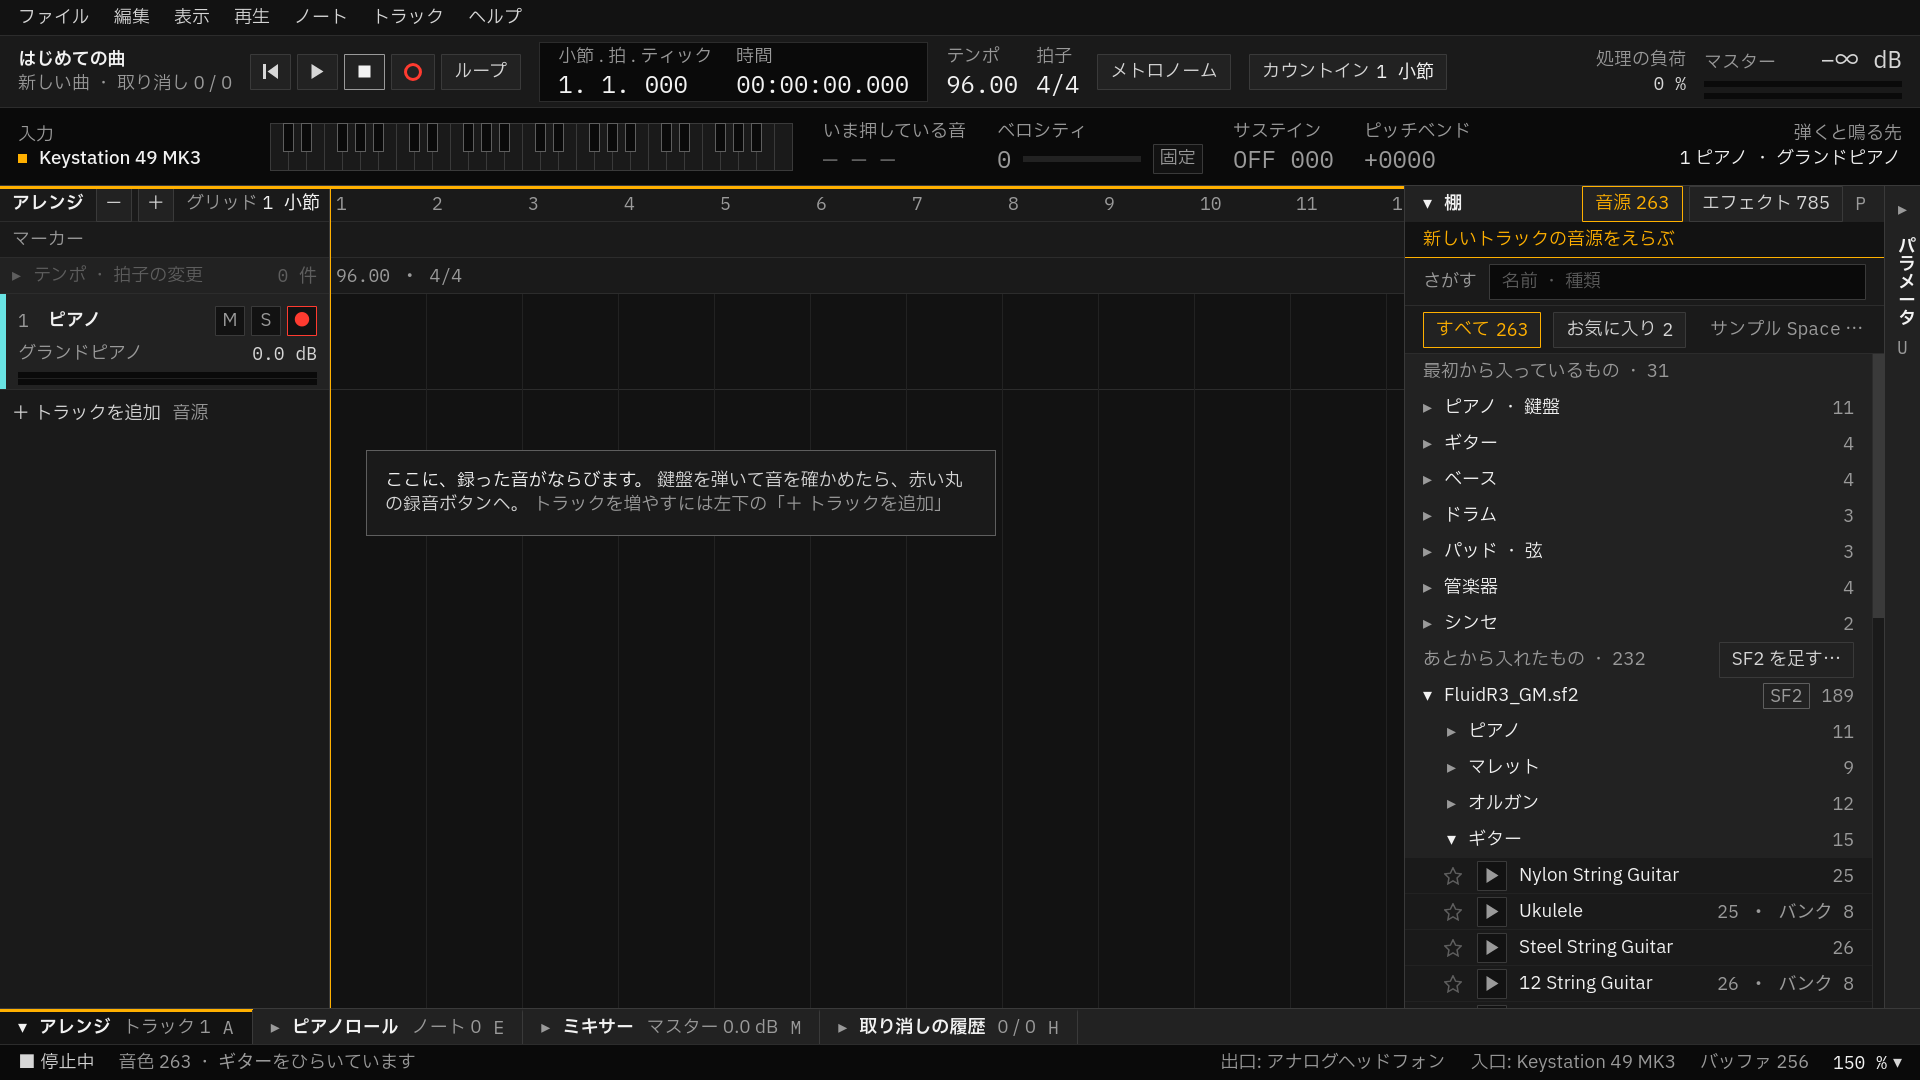 ファイル 編集 表示 再生 ノート トラック ヘルプ
はじめての曲
新しい曲 · 取り消し 0 / 0
ループ
小節 . 拍 . ティック 時間
1. 1. 000 00:00:00.000
テンポ 拍子
96.00 4/4
メトロノーム
カウントイン 1 小節
処理の負荷
0 %
マスター −∞ dB
入力
Keystation 49 MK3
いま押している音
— — —
ベロシティ
0 固定
サステイン
OFF 000
ピッチベンド
+0000
弾くと鳴る先
1 ピアノ · グランドピアノ
アレンジ − + グリッド 1 小節
1 2 3 4 5 6 7 8 9 10 11 1
マーカー
▸ テンポ · 拍子の変更 0 件
96.00 · 4/4
1 ピアノ M S
グランドピアノ 0.0 dB
+ トラックを追加 音源
ここに、録った音がならびます。 鍵盤を弾いて音を確かめたら、赤い丸
の録音ボタンへ。 トラックを増やすには左下の「+ トラックを追加」
▾ 棚 音源 263 エフェクト 785 P
新しいトラックの音源をえらぶ
さがす 名前 · 種類
すべて 263 お気に入り 2 サンプル Space …
最初から入っているもの · 31
▸ ピアノ · 鍵盤 11
▸ ギター 4
▸ ベース 4
▸ ドラム 3
▸ パッド · 弦 3
▸ 管楽器 4
▸ シンセ 2
あとから入れたもの · 232 SF2 を足す…
▾ FluidR3_GM.sf2 SF2 189
▸ ピアノ 11
▸ マレット 9
▸ オルガン 12
▾ ギター 15
Nylon String Guitar 25
Ukulele 25 · バンク 8
Steel String Guitar 26
12 String Guitar 26 · バンク 8
▸ パラメータ U
▾ アレンジ トラック 1 A
▸ ピアノロール ノート 0 E
▸ ミキサー マスター 0.0 dB M
▸ 取り消しの履歴 0 / 0 H
■ 停止中 音色 263 · ギターをひらいています
出口: アナログヘッドフォン 入口: Keystation 49 MK3 バッファ 256 150 % ▾